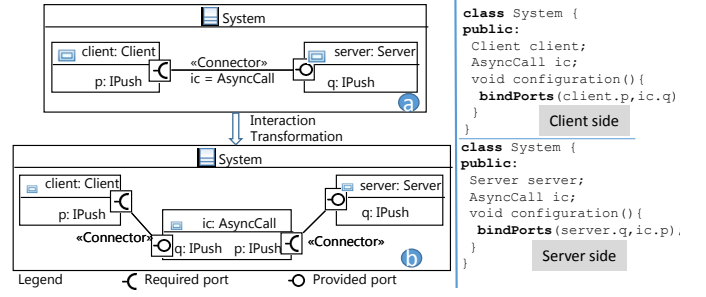 System
client: Client
p: IPush
«Connector»
ic = AsyncCall
server: Server
q: IPush
a
Interaction
Transformation
System
client: Client
p: IPush
«Connector»
ic: AsyncCall
q: IPush p: IPush
«Connector»
server: Server
q: IPush
b
Legend Required port Provided port
class System {
public:
Client client;
AsyncCall ic;
void configuration(){
bindPorts(client.p,ic.q)
}
}
Client side
class System {
public:
Server server;
AsyncCall ic;
void configuration(){
bindPorts(server.q,ic.p),
}
}
Server side